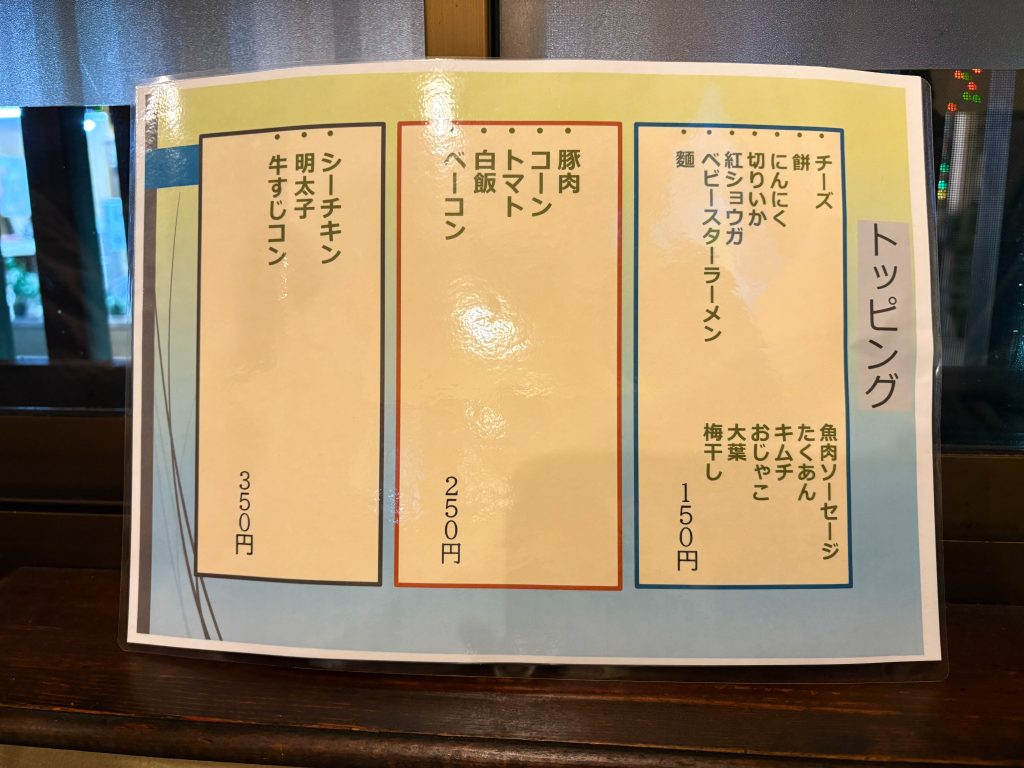 トッピング
・チーズ
・餅
・にんにく
・切りいか
・紅ショウガ
・ベビースターラーメン
・麵
魚肉ソーセージ
たくあん
キムチ
おじゃこ
大葉
梅干し
150円
・豚肉
・コーン
・トマト
・白飯
・ベーコン
250円
・シーチキン
・明太子
・牛すじコン
350円